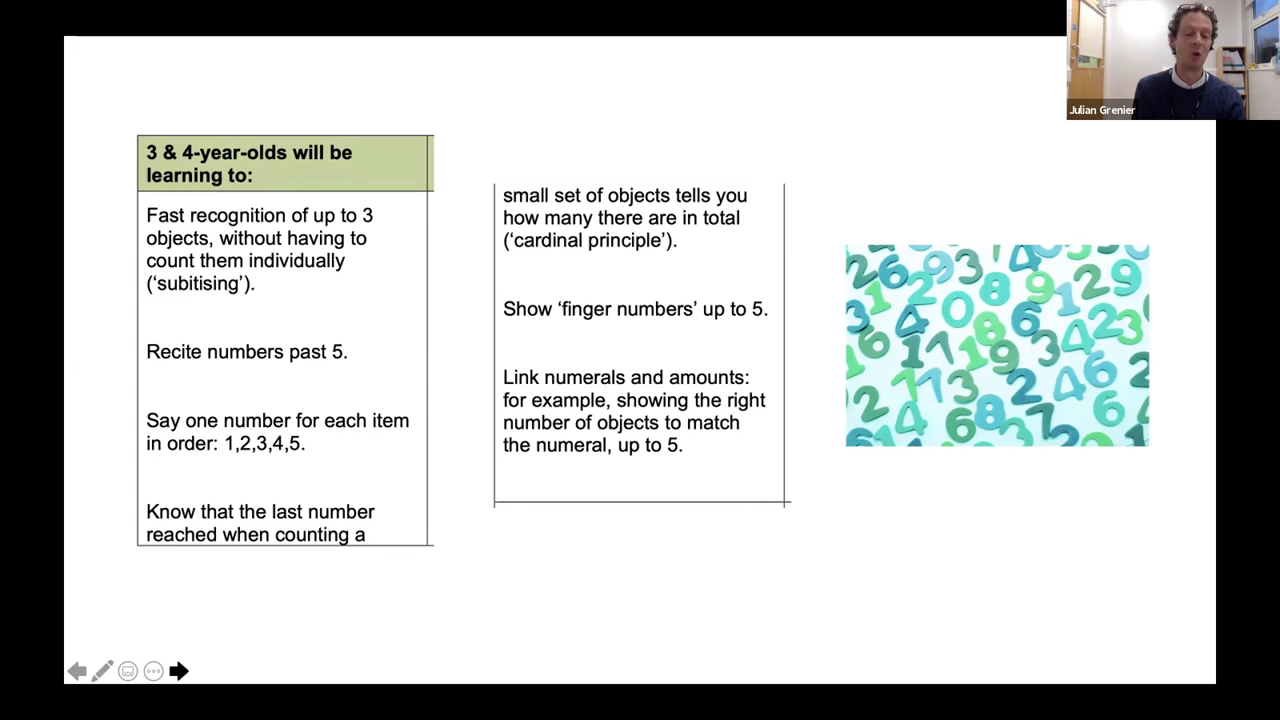 Julian Grenier
3 & 4-year-olds will be
learning to:
Fast recognition of up to 3
objects, without having to
count them individually
(‘subitising’).
Recite numbers past 5.
Say one number for each item
in order: 1,2,3,4,5.
Know that the last number
reached when counting a
small set of objects tells you
how many there are in total
(‘cardinal principle’).
Show ‘finger numbers’ up to 5.
Link numerals and amounts:
for example, showing the right
number of objects to match
the numeral, up to 5.